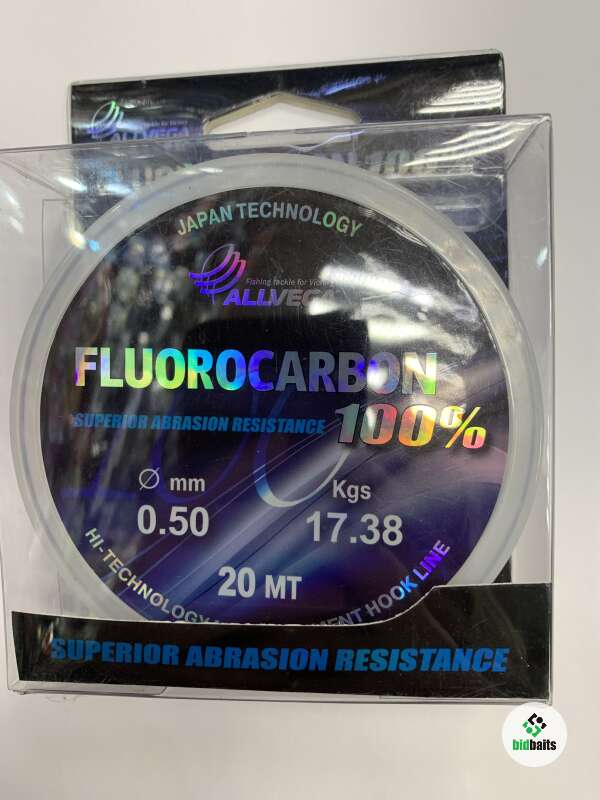 ALLVEGA
JAPAN TECHNOLOGY
Fishing tackle for
ALLVEGA
FLUOROCARBON
SUPERIOR ABRASION RESISTANCE 100%
Ø mm
Kgs
0.50
17.38
20 MT
HI-TECHNOLOGY HOOK LINE
SUPERIOR ABRASION RESISTANCE
bidbaits